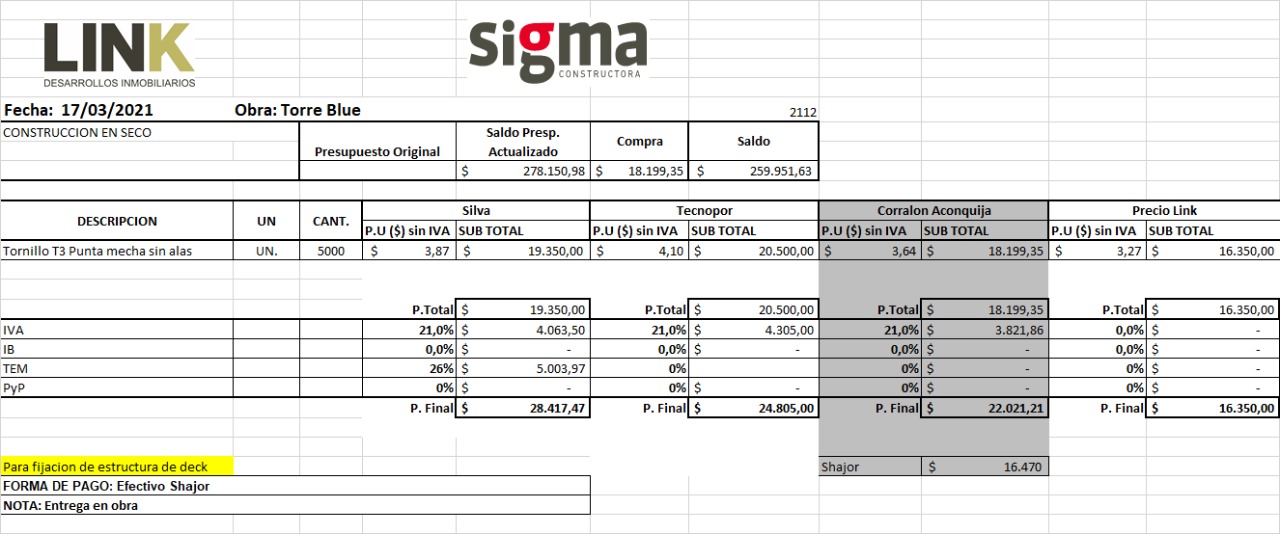 LINK
DESARROLLOS INMOBILIARIOS
sigma
CONSTRUCTORA
Fecha: 17/03/2021 Obra: Torre Blue 2112
CONSTRUCCION EN SECO
Presupuesto Original Saldo Presp. Actualizado Compra Saldo
$ 278.150,98 $ 18.199,35 $ 259.951,63
DESCRIPCION UN CANT. Silva Tecnopor Corralon Aconquija Precio Link
P.U ($) sin IVA SUB TOTAL P.U ($) sin IVA SUB TOTAL P.U ($) sin IVA SUB TOTAL P.U ($) sin IVA SUB TOTAL
Tornillo T3 Punta mecha sin alas UN. 5000 $ 3,87 $ 19.350,00 $ 4,10 $ 20.500,00 $ 3,64 $ 18.199,35 $ 3,27 $ 16.350,00
P.Total $ 19.350,00 P.Total $ 20.500,00 P.Total $ 18.199,35 P.Total $ 16.350,00
IVA 21,0% $ 4.063,50 21,0% $ 4.305,00 21,0% $ 3.821,86 0,0% $ -
IB 0,0% $ - 0,0% $ - 0,0% $ - 0,0% $ -
TEM 26% $ 5.003,97 0% 0% $ - 0% $ -
PyP 0% $ - 0% $ - 0% $ - 0% $ -
P. Final $ 28.417,47 P. Final $ 24.805,00 P. Final $ 22.021,21 P. Final $ 16.350,00
Para fijacion de estructura de deck Shajor $ 16.470
FORMA DE PAGO: Efectivo Shajor
NOTA: Entrega en obra